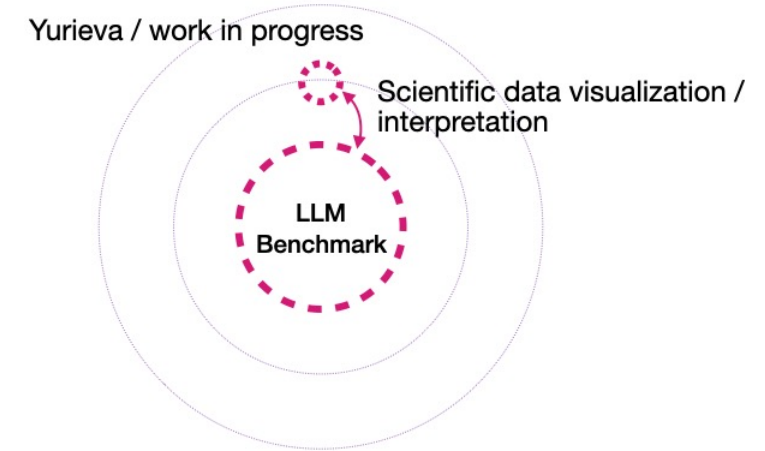 Yurieva / work in progress
Scientific data visualization /
interpretation
LLM
Benchmark